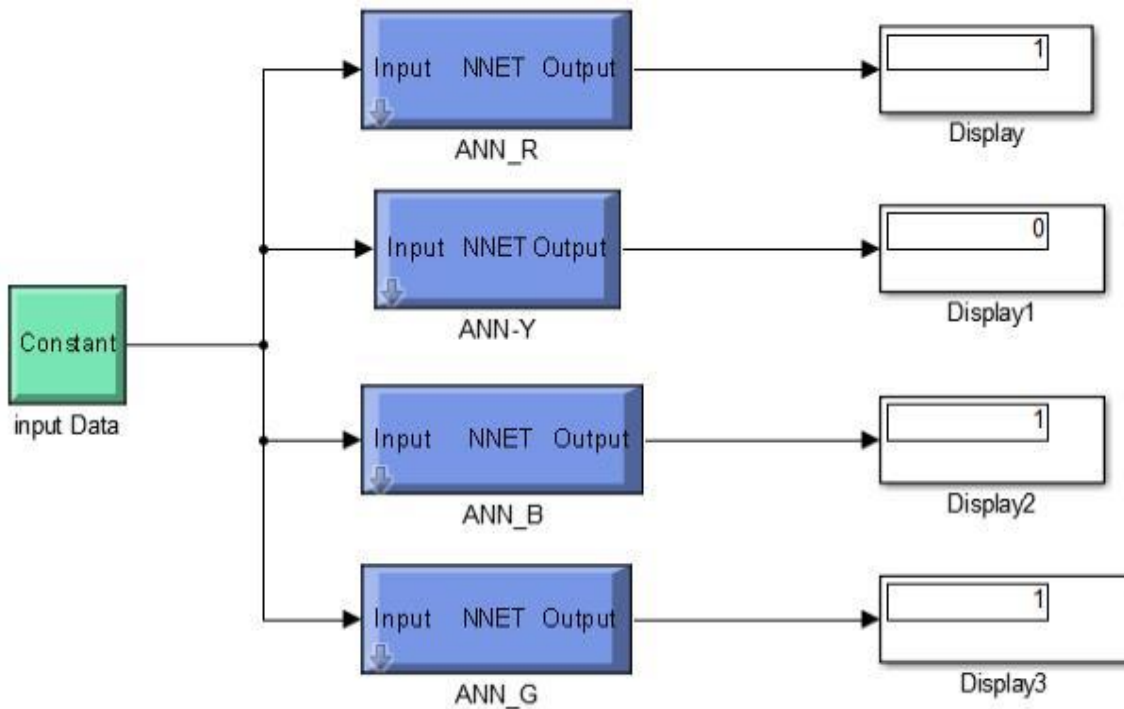 Input NNET Output
1
ANN_R
Display
Input NNET Output
0
ANN-Y
Display1
Constant
input Data
Input NNET Output
1
ANN_B
Display2
Input NNET Output
1
ANN_G
Display3